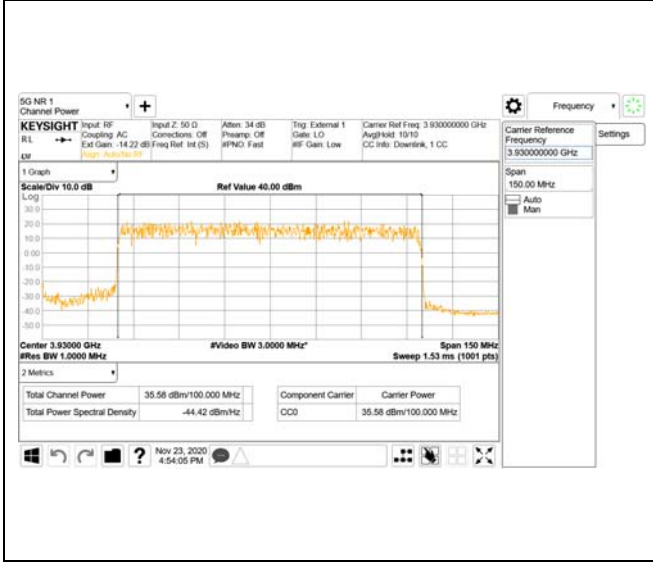 5G NR 1
Channel Power
+
Frequency
KEYSIGHT
RL
Input: RF
Coupling: AC
Ext Gain: -14.22 dB
Align: Auto/No RF
Input Z: 50 Ω
Corrections: Off
Freq Ref: Int (S)
Atten: 34 dB
Preamp: Off
#PNO: Fast
Trig: External 1
Gate: LO
#IF Gain: Low
Carrier Ref Freq: 3.930000000 GHz
Avg|Hold: 10/10
CC Info: Downlink, 1 CC
Carrier Reference
Frequency
3.930000000 GHz
Settings
Span
150.00 MHz
Auto
Man
1 Graph
Scale/Div 10.0 dB
Ref Value 40.00 dBm
Log
30.0
20.0
10.0
0.00
-10.0
-20.0
-30.0
-40.0
-50.0
Center 3.93000 GHz
#Video BW 3.0000 MHz*
Span 150 MHz
#Res BW 1.0000 MHz
Sweep 1.53 ms (1001 pts)
2 Metrics
Total Channel Power 35.58 dBm/100.000 MHz
Total Power Spectral Density -44.42 dBm/Hz
Component Carrier Carrier Power
CC0 35.58 dBm/100.000 MHz
?
Nov 23, 2020
4:54:05 PM